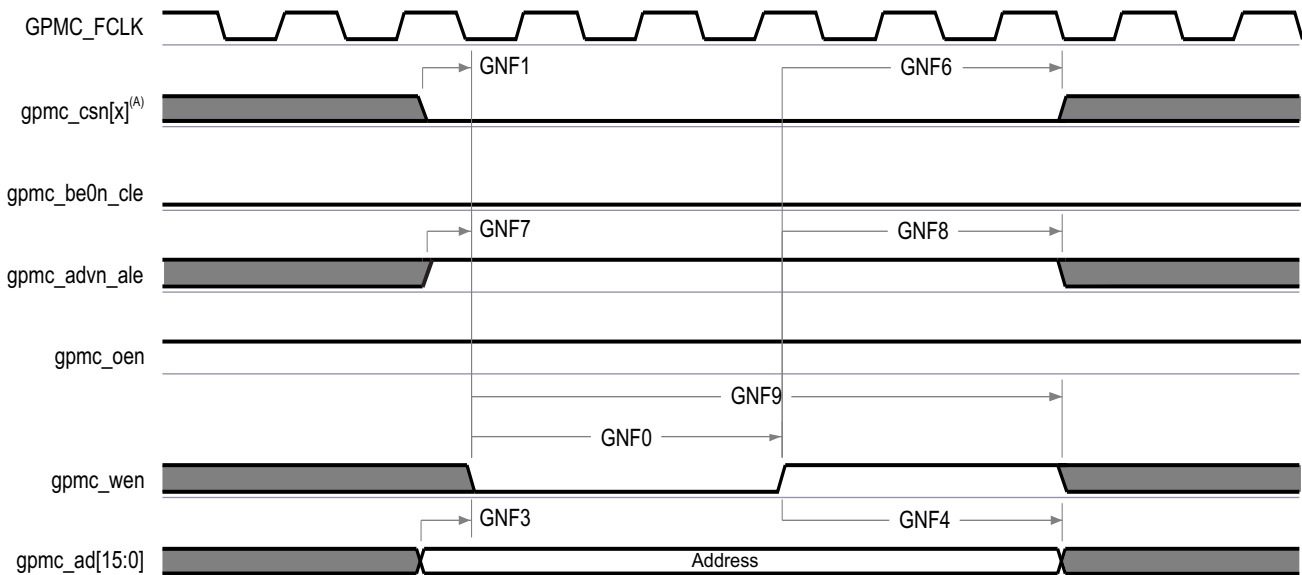 GPMC_FCLK
GNF1
GNF6
gpmc_csn[x](A)
gpmc_be0n_cle
GNF7
GNF8
gpmc_advn_ale
gpmc_oen
GNF9
GNF0
gpmc_wen
GNF3
GNF4
gpmc_ad[15:0]
Address